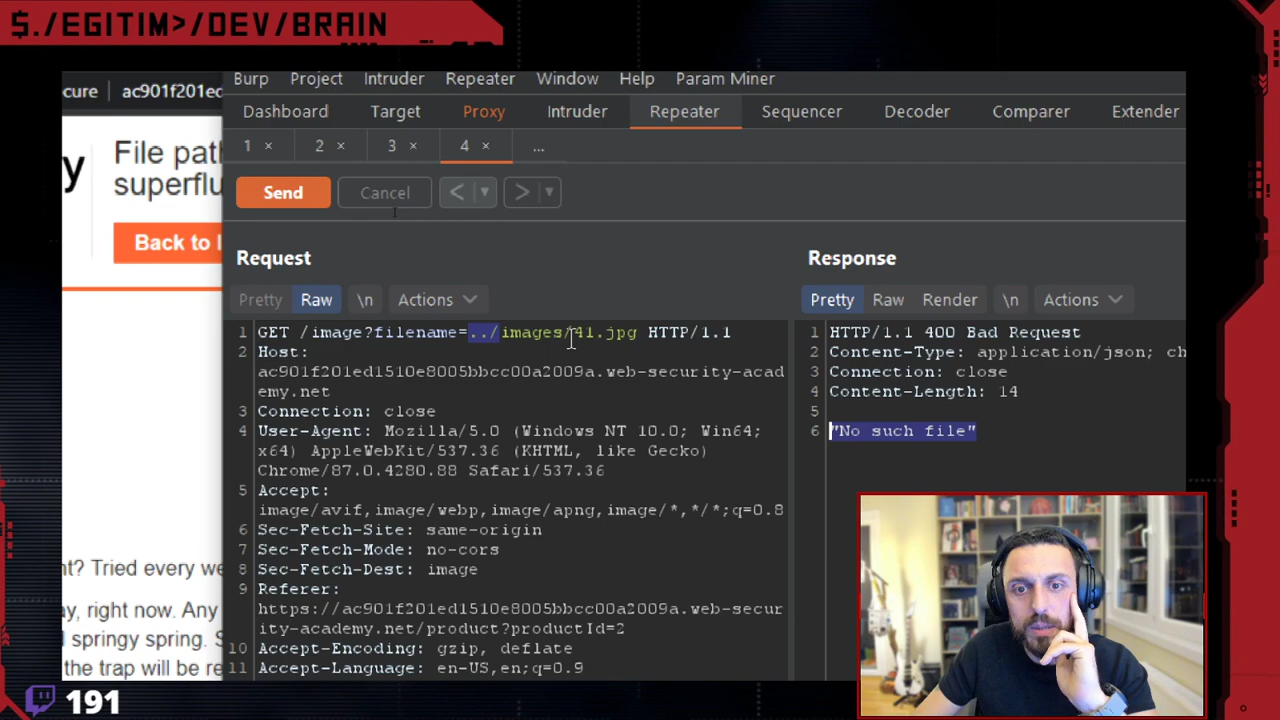 $./EGITIM>/DEV/BRAIN
cure
ac901f201ec
File pat
superflu
y
Back to l
nt? Tried every we
ay, right now. Any
springy spring. S
the trap will be re
Burp Project Intruder Repeater Window Help Param Miner
Dashboard Target Proxy Intruder Repeater Sequencer Decoder Comparer Extender
1 × 2 × 3 × 4 × ...
Send Cancel < >
Request
Pretty Raw \n Actions
1 GET /image?filename=../images/41.jpg HTTP/1.1
2 Host:
ac901f201ed1510e8005bbcc00a2009a.web-security-acad
emy.net
3 Connection: close
4 User-Agent: Mozilla/5.0 (Windows NT 10.0; Win64;
x64) AppleWebKit/537.36 (KHTML, like Gecko)
Chrome/87.0.4280.88 Safari/537.36
5 Accept:
image/avif,image/webp,image/apng,image/*,*/*;q=0.8
6 Sec-Fetch-Site: same-origin
7 Sec-Fetch-Mode: no-cors
8 Sec-Fetch-Dest: image
9 Referer:
https://ac901f201ed1510e8005bbcc00a2009a.web-secur
ity-academy.net/product?productId=2
10 Accept-Encoding: gzip, deflate
11 Accept-Language: en-US,en;q=0.9
Response
Pretty Raw Render \n Actions
1 HTTP/1.1 400 Bad Request
2 Content-Type: application/json; ch
3 Connection: close
4 Content-Length: 14
5
6 "No such file"
191